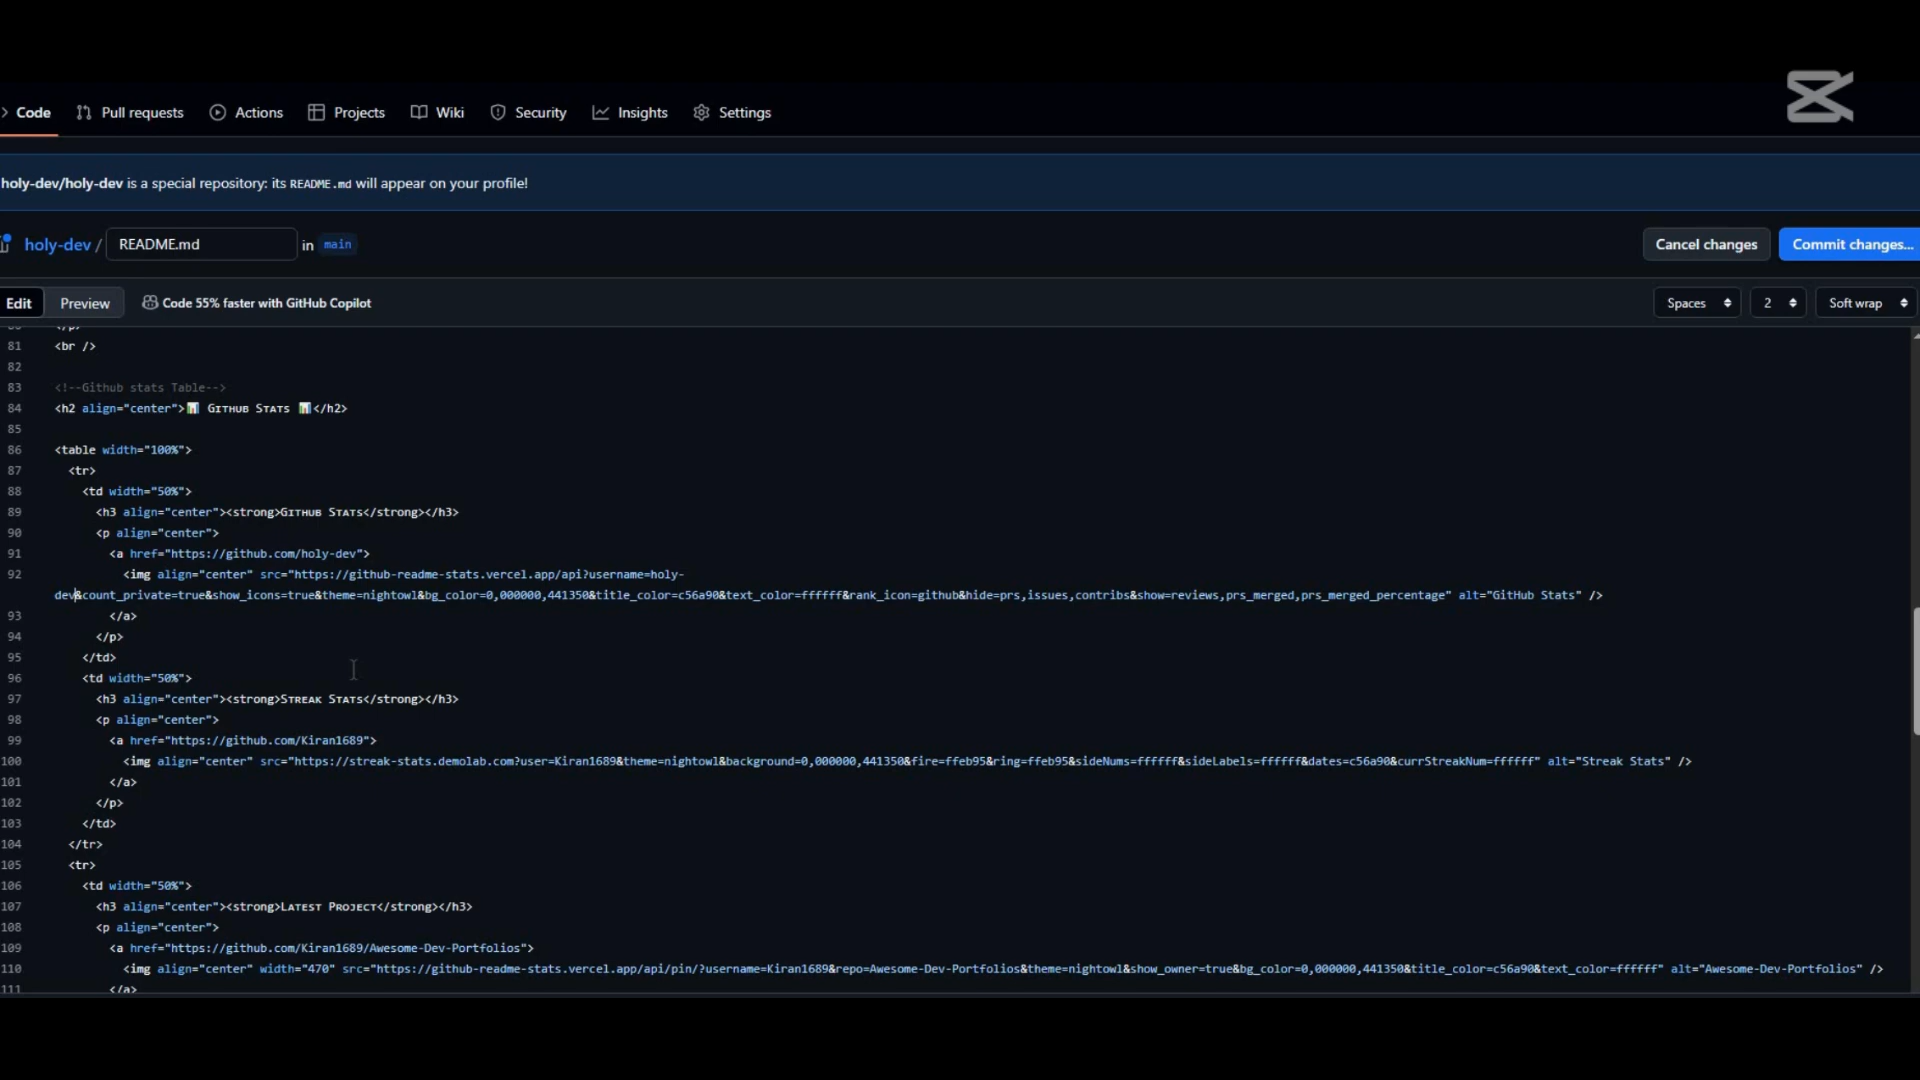 Code Pull requests Actions Projects Wiki Security Insights Settings
holy-dev/holy-dev is a special repository: its README.md will appear on your profile!
holy-dev / README.md in main Cancel changes Commit changes...
Edit Preview Code 55% faster with GitHub Copilot Spaces 2 Soft wrap
80 </p>
81 <br />
82
83 <!--Github stats Table-->
84 <h2 align="center">📊 Gɪᴛʜᴜʙ Sᴛᴀᴛs 📊</h2>
85
86 <table width="100%">
87 <tr>
88 <td width="50%">
89 <h3 align="center"><strong>Gɪᴛʜᴜʙ Sᴛᴀᴛs</strong></h3>
90 <p align="center">
91 <a href="https://github.com/holy-dev">
92 <img align="center" src="https://github-readme-stats.vercel.app/api?username=holy-
dev&count_private=true&show_icons=true&theme=nightowl&bg_color=0,000000,441350&title_color=c56a90&text_color=ffffff&rank_icon=github&hide=prs,issues,contribs&show=reviews,prs_merged,prs_merged_percentage" alt="GitHub Stats" />
93 </a>
94 </p>
95 </td>
96 <td width="50%">
97 <h3 align="center"><strong>Sᴛʀᴇᴀᴋ Sᴛᴀᴛs</strong></h3>
98 <p align="center">
99 <a href="https://github.com/Kiran1689">
100 <img align="center" src="https://streak-stats.demolab.com?user=Kiran1689&theme=nightowl&background=0,000000,441350&fire=ffeb95&ring=ffeb95&sideNums=ffffff&sideLabels=ffffff&dates=c56a90&currStreakNum=ffffff" alt="Streak Stats" />
101 </a>
102 </p>
103 </td>
104 </tr>
105 <tr>
106 <td width="50%">
107 <h3 align="center"><strong>Lᴀᴛᴇsᴛ Pʀᴏᴊᴇᴄᴛ</strong></h3>
108 <p align="center">
109 <a href="https://github.com/Kiran1689/Awesome-Dev-Portfolios">
110 <img align="center" width="470" src="https://github-readme-stats.vercel.app/api/pin/?username=Kiran1689&repo=Awesome-Dev-Portfolios&theme=nightowl&show_owner=true&bg_color=0,000000,441350&title_color=c56a90&text_color=ffffff" alt="Awesome-Dev-Portfolios" />
111 </a>